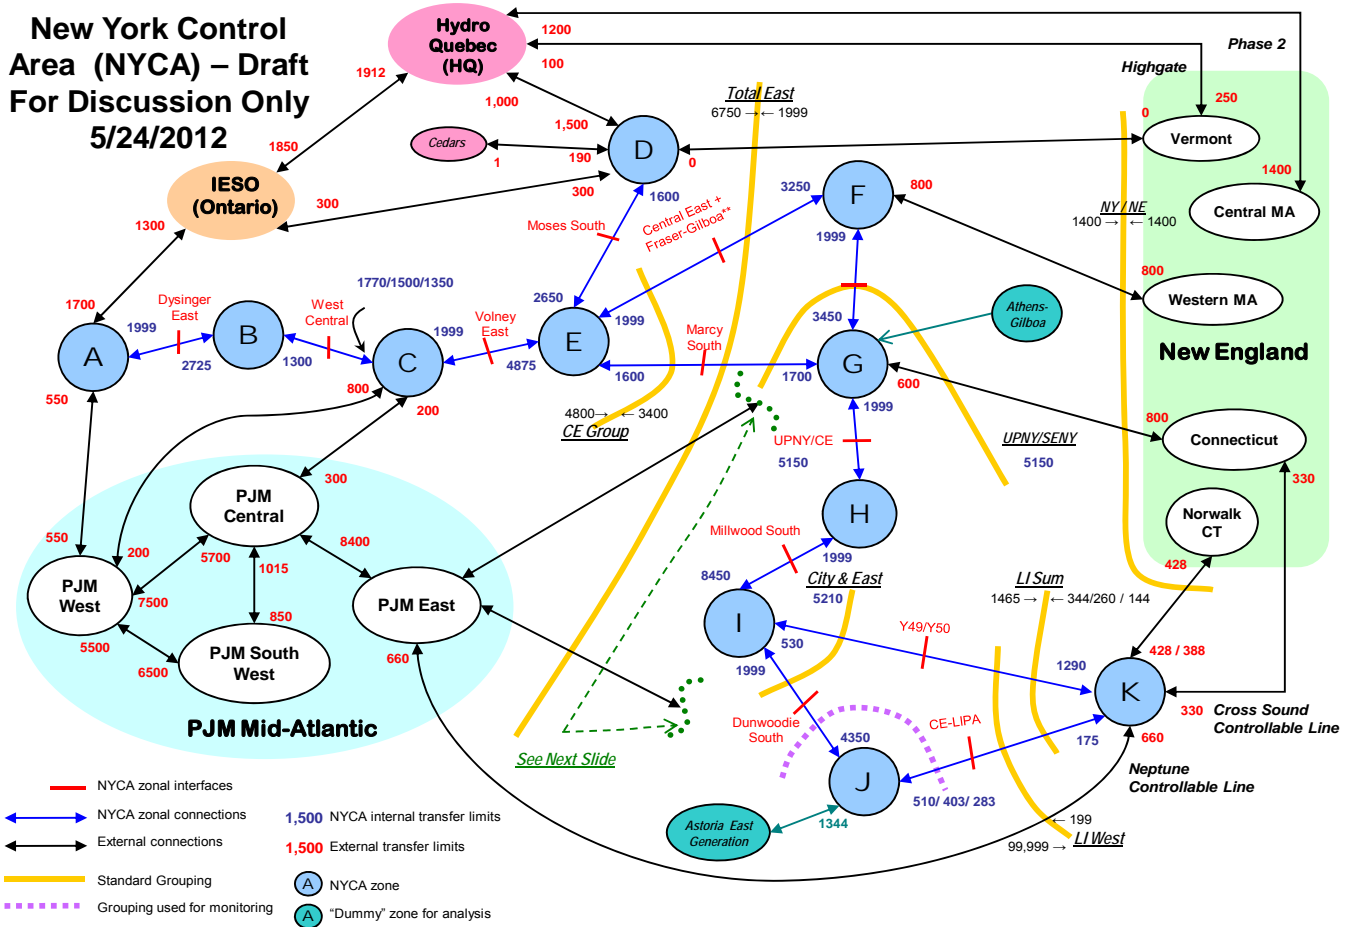 New York Control
Area (NYCA) – Draft
For Discussion Only
5/24/2012
Hydro
Quebec
(HQ)
1200
100
Phase 2
Highgate
1912
1,000
1,500
Total East
6750 →← 1999
0
250
Vermont
Cedars
1
190
D
0
1850
IESO
(Ontario)
300
300
1300
1600
3250
F
800
1400
Central MA
Moses South
Central East +
Fraser-Gilboa**
1999
NY / NE
1400 → ← 1400
1770/1500/1350
800
Western MA
1700
Dysinger
East
West
Central
2650
1999
Athens-
Gilboa
A
1999
2725
B
1300
C
1999
Volney
East
4875
E
1600
Marcy
South
3450
1700
G
600
1999
New England
550
800
200
4800→ ← 3400
CE Group
UPNY/CE
5150
UPNY/SENY
5150
800
Connecticut
330
PJM
Central
300
H
Norwalk
CT
550
200
5700
8400
1015
Millwood South
1999
428
PJM
West
7500
850
PJM East
8450
City & East
5210
LI Sum
1465 → ← 344/260 / 144
5500
6500
PJM South
West
660
I
530
1999
Y49/Y50
1290
428 / 388
K
330
Cross Sound
Controllable Line
PJM Mid-Atlantic
Dunwoodie
South
CE-LIPA
175
660
4350
See Next Slide
J
510/ 403/ 283
Neptune
Controllable Line
Astoria East
Generation
1344
← 199
99,999 →
LI West
NYCA zonal interfaces
NYCA zonal connections
1,500 NYCA internal transfer limits
External connections
1,500 External transfer limits
Standard Grouping
A NYCA zone
Grouping used for monitoring
A “Dummy” zone for analysis